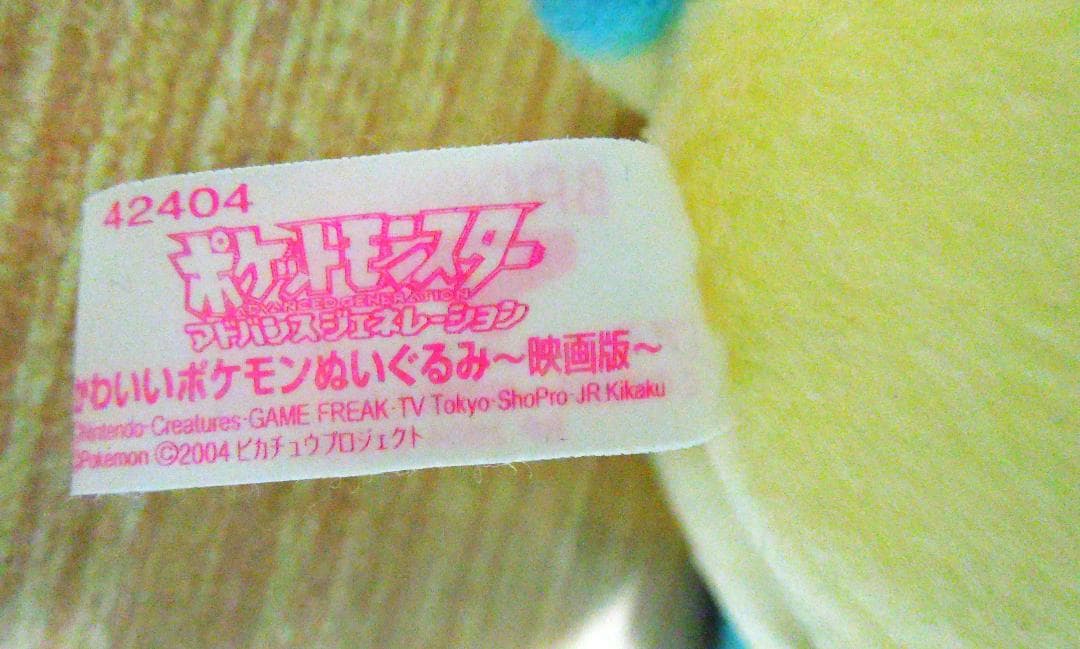 42404
ポケットモンスター
ADVANCED GENERATION
アドバンスジェネレーション
かわいいポケモンぬいぐるみ～映画版～
©Nintendo·Creatures·GAME FREAK·TV Tokyo·ShoPro·JR Kikaku
©Pokémon ©2004 ピカチュウプロジェクト